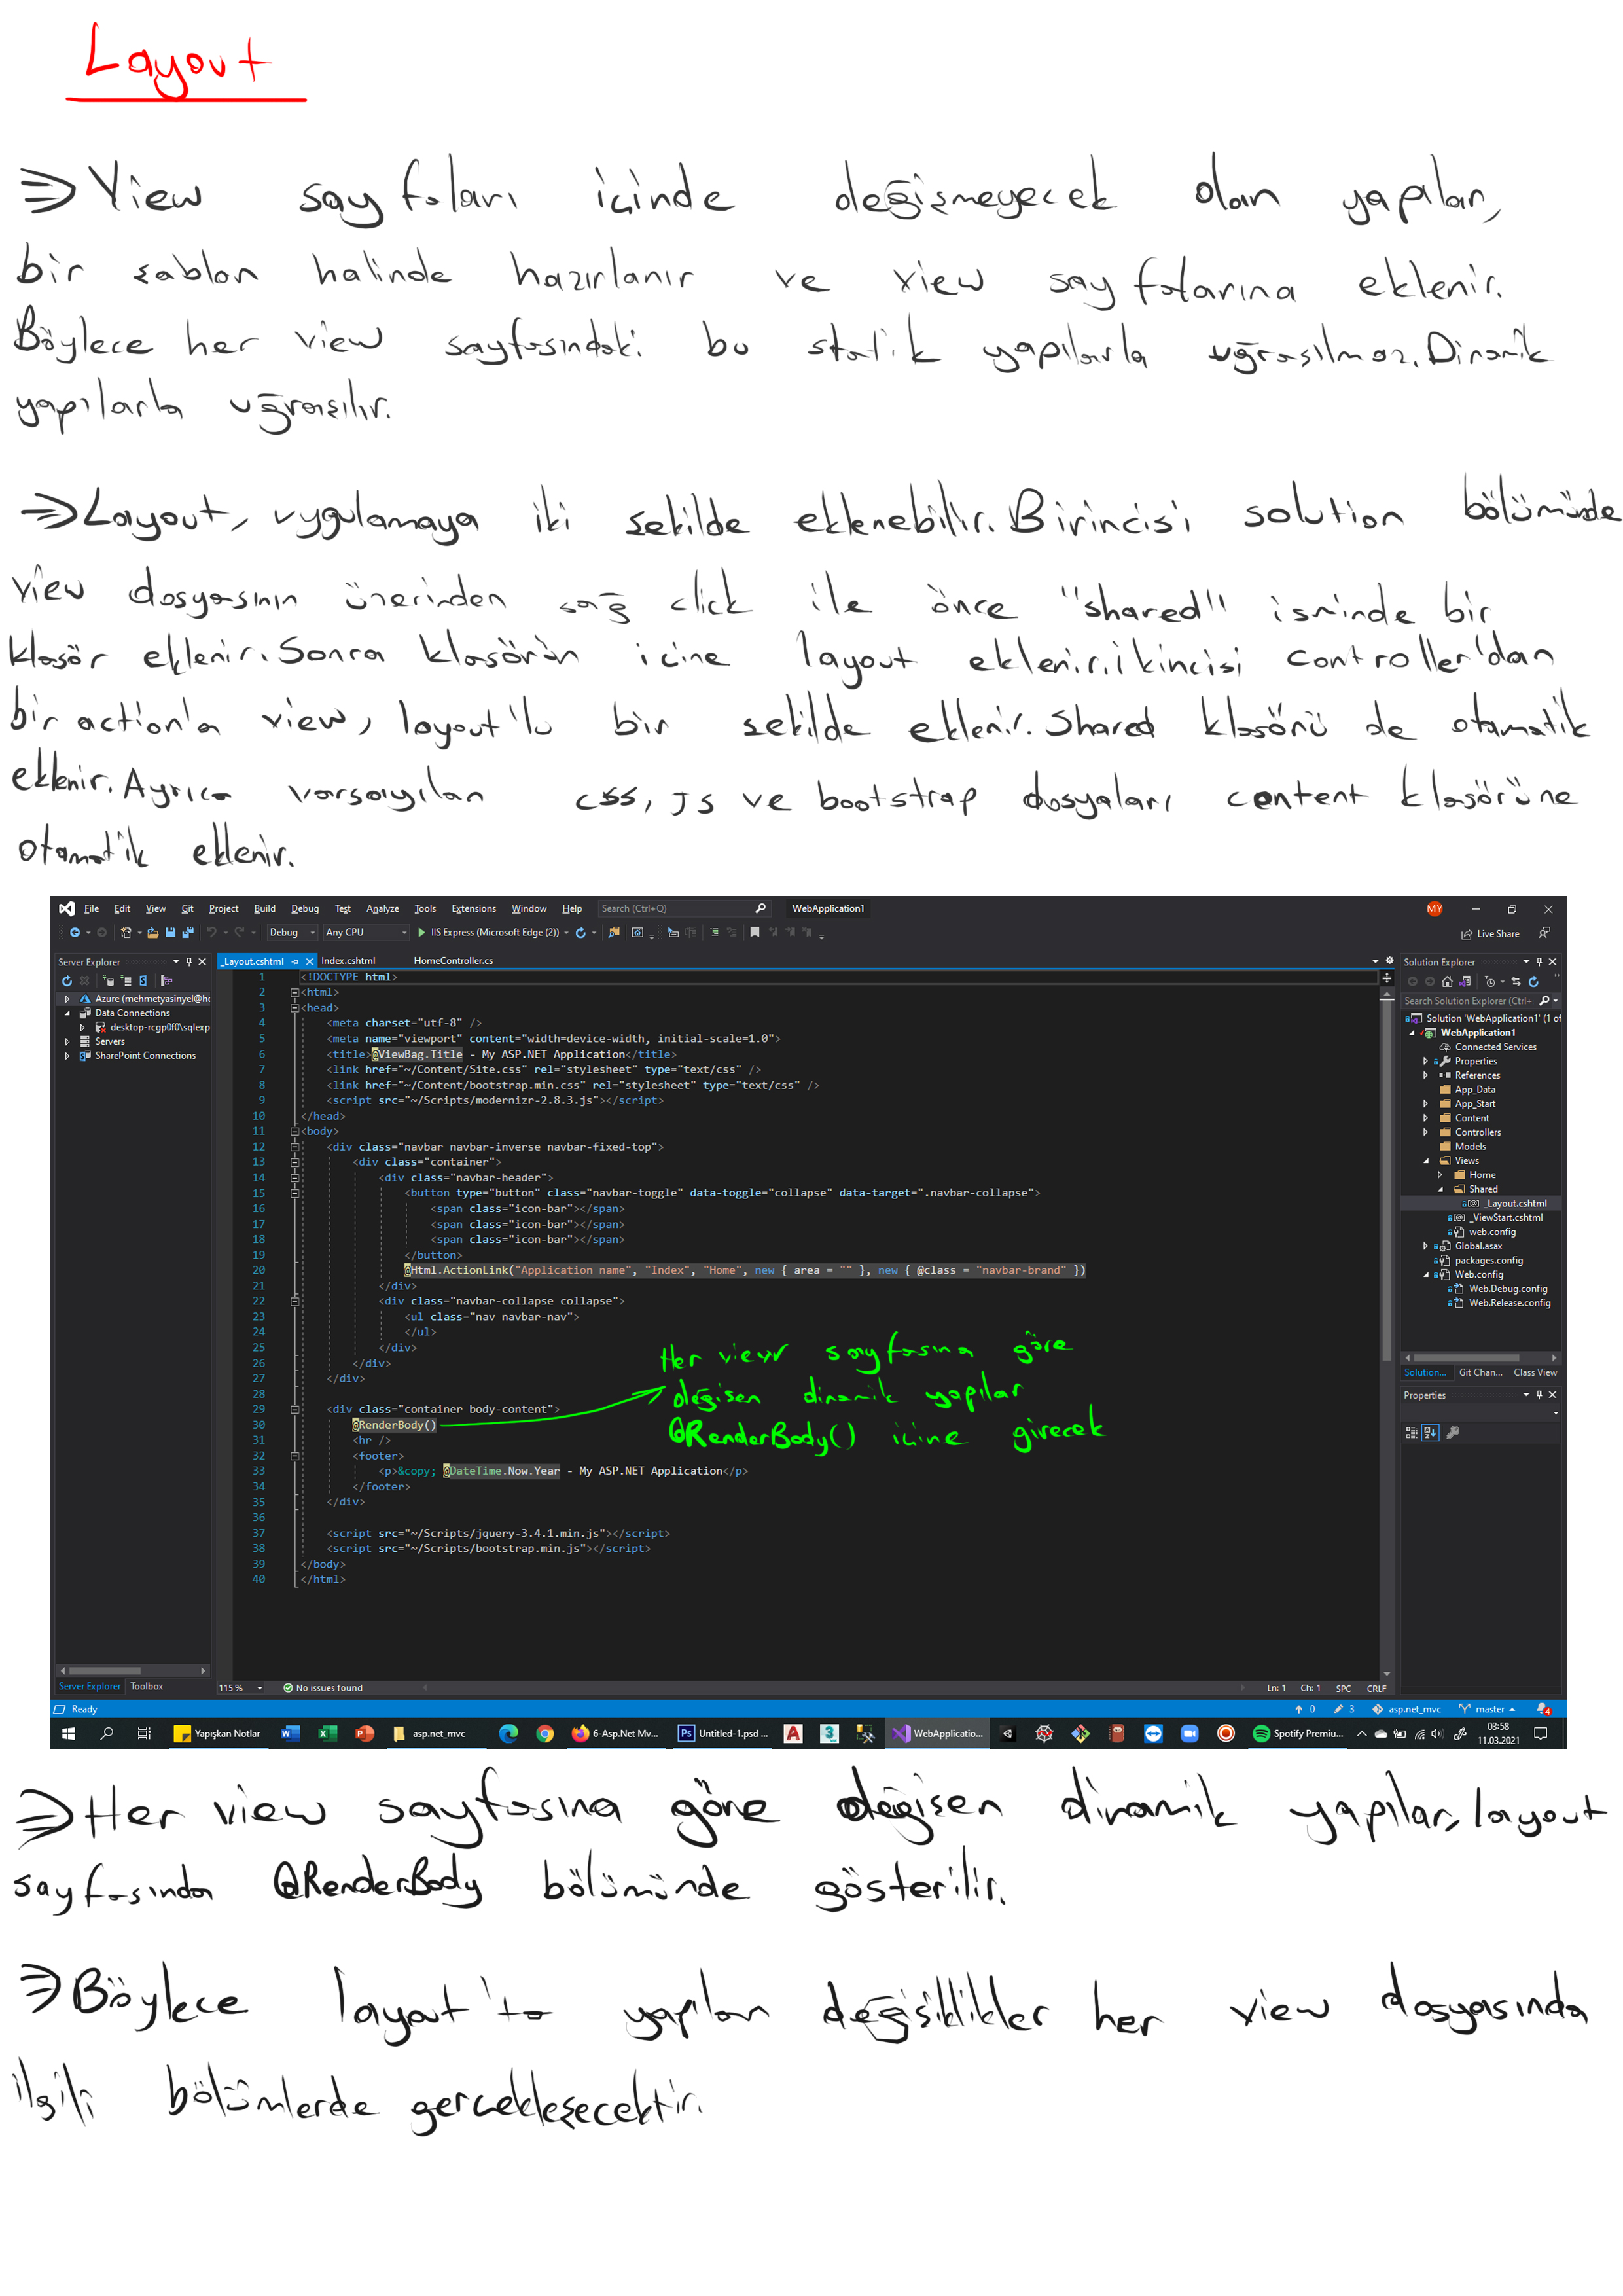 Layout
⇒ View sayfaları içinde değişmeyecek olan yapılar,
bir şablon halinde hazırlanır ve view sayfalarına eklenir.
Böylece her view sayfasındaki bu statik yapılarla uğraşılmaz. Dinamik
yapılarla uğraşılır.
⇒ Layout, uygulamaya iki şekilde eklenebilir. Birincisi solution bölümünde
view dosyasının üzerinden sağ click ile önce "shared" isminde bir
klasör eklenir. Sonra klasörün içine layout eklenir. İkincisi controller'dan
bir action'a view, layout'lu bir şekilde eklenir. Shared klasörü de otamatik
eklenir. Ayrıca varsayılan css, JS ve bootstrap dosyaları content klasörüne
otamatik eklenir.
File Edit View Git Project Build Debug Test Analyze Tools Extensions Window Help Search (Ctrl+Q) WebApplication1 MY
Debug Any CPU IIS Express (Microsoft Edge (2)) Live Share
Server Explorer
Azure (mehmetyasinyel@ho
Data Connections
desktop-rcgp0f0\sqlexp
Servers
SharePoint Connections
Server Explorer Toolbox
_Layout.cshtml Index.cshtml HomeController.cs
1 <!DOCTYPE html>
2 <html>
3 <head>
4 <meta charset="utf-8" />
5 <meta name="viewport" content="width=device-width, initial-scale=1.0">
6 <title>@ViewBag.Title - My ASP.NET Application</title>
7 <link href="~/Content/Site.css" rel="stylesheet" type="text/css" />
8 <link href="~/Content/bootstrap.min.css" rel="stylesheet" type="text/css" />
9 <script src="~/Scripts/modernizr-2.8.3.js"></script>
10 </head>
11 <body>
12 <div class="navbar navbar-inverse navbar-fixed-top">
13 <div class="container">
14 <div class="navbar-header">
15 <button type="button" class="navbar-toggle" data-toggle="collapse" data-target=".navbar-collapse">
16 <span class="icon-bar"></span>
17 <span class="icon-bar"></span>
18 <span class="icon-bar"></span>
19 </button>
20 @Html.ActionLink("Application name", "Index", "Home", new { area = "" }, new { @class = "navbar-brand" })
21 </div>
22 <div class="navbar-collapse collapse">
23 <ul class="nav navbar-nav">
24 </ul>
25 </div>
26 </div>
27 </div>
28
29 <div class="container body-content">
30 @RenderBody()
31 <hr />
32 <footer>
33 <p>&copy; @DateTime.Now.Year - My ASP.NET Application</p>
34 </footer>
35 </div>
36
37 <script src="~/Scripts/jquery-3.4.1.min.js"></script>
38 <script src="~/Scripts/bootstrap.min.js"></script>
39 </body>
40 </html>
Her view sayfasına göre
değişen dinamik yapılar
@RenderBody() içine girecek
115 % No issues found Ln: 1 Ch: 1 SPC CRLF
Solution Explorer
Search Solution Explorer (Ctrl+
Solution 'WebApplication1' (1 of
WebApplication1
Connected Services
Properties
References
App_Data
App_Start
Content
Controllers
Models
Views
Home
Shared
_Layout.cshtml
_ViewStart.cshtml
web.config
Global.asax
packages.config
Web.config
Web.Debug.config
Web.Release.config
Solution... Git Chan... Class View
Properties
Ready 0 3 asp.net_mvc master 4
Yapışkan Notlar asp.net_mvc 6-Asp.Net Mv... Untitled-1.psd ... WebApplicatio... Spotify Premiu... 03:58
11.03.2021
⇒ Her view sayfasına göre değişen dinamik yapılar, layout
sayfasında @RenderBody bölümünde gösterilir.
⇒ Böylece layout'ta yapılan değişiklikler her view dosyasında
ilgili bölümlerde gerçekleşecektir.